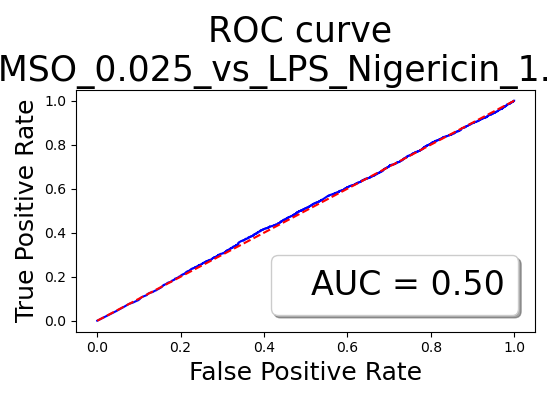 ROC curve
MSO_0.025_vs_LPS_Nigericin_1.
True Positive Rate
1.0
0.8
0.6
0.4
0.2
0.0
AUC = 0.50
0.0 0.2 0.4 0.6 0.8 1.0
False Positive Rate